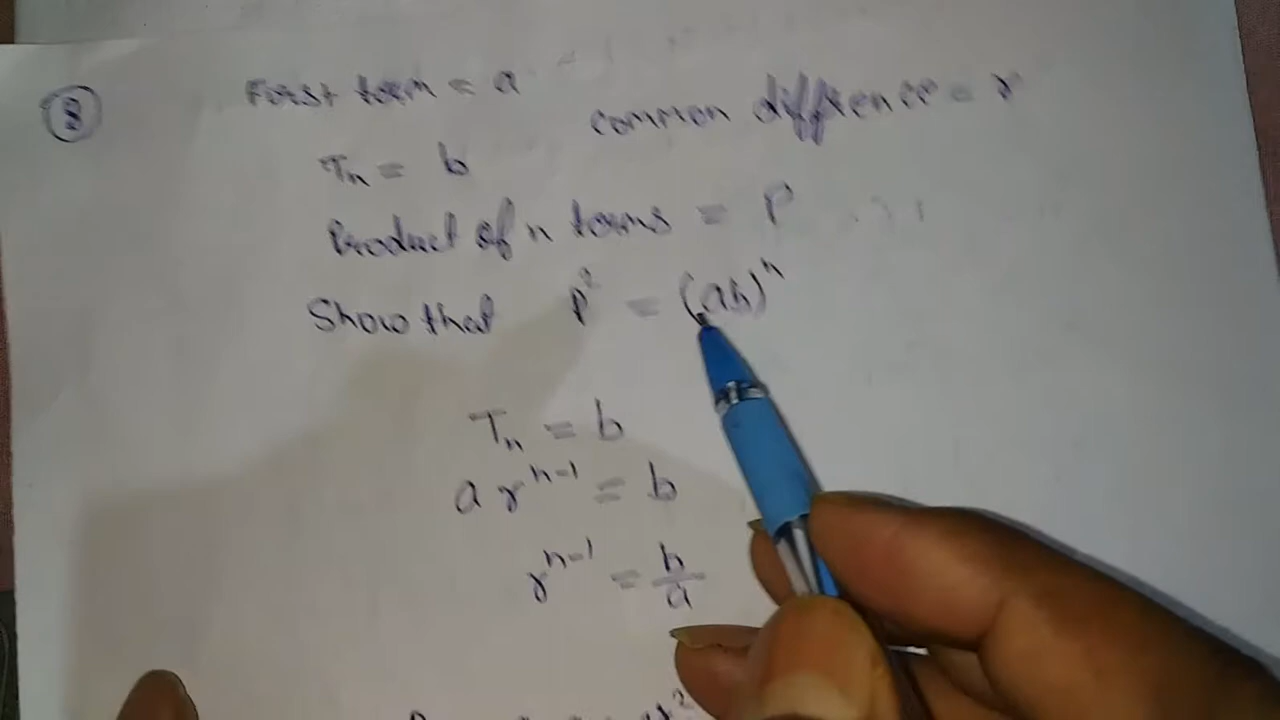 8
First term = a
common difference = r
Tn = b
Product of n terms = P
Show that P² = (ab)ⁿ
Tn = b
a rⁿ⁻¹ = b
rⁿ⁻¹ = b/a